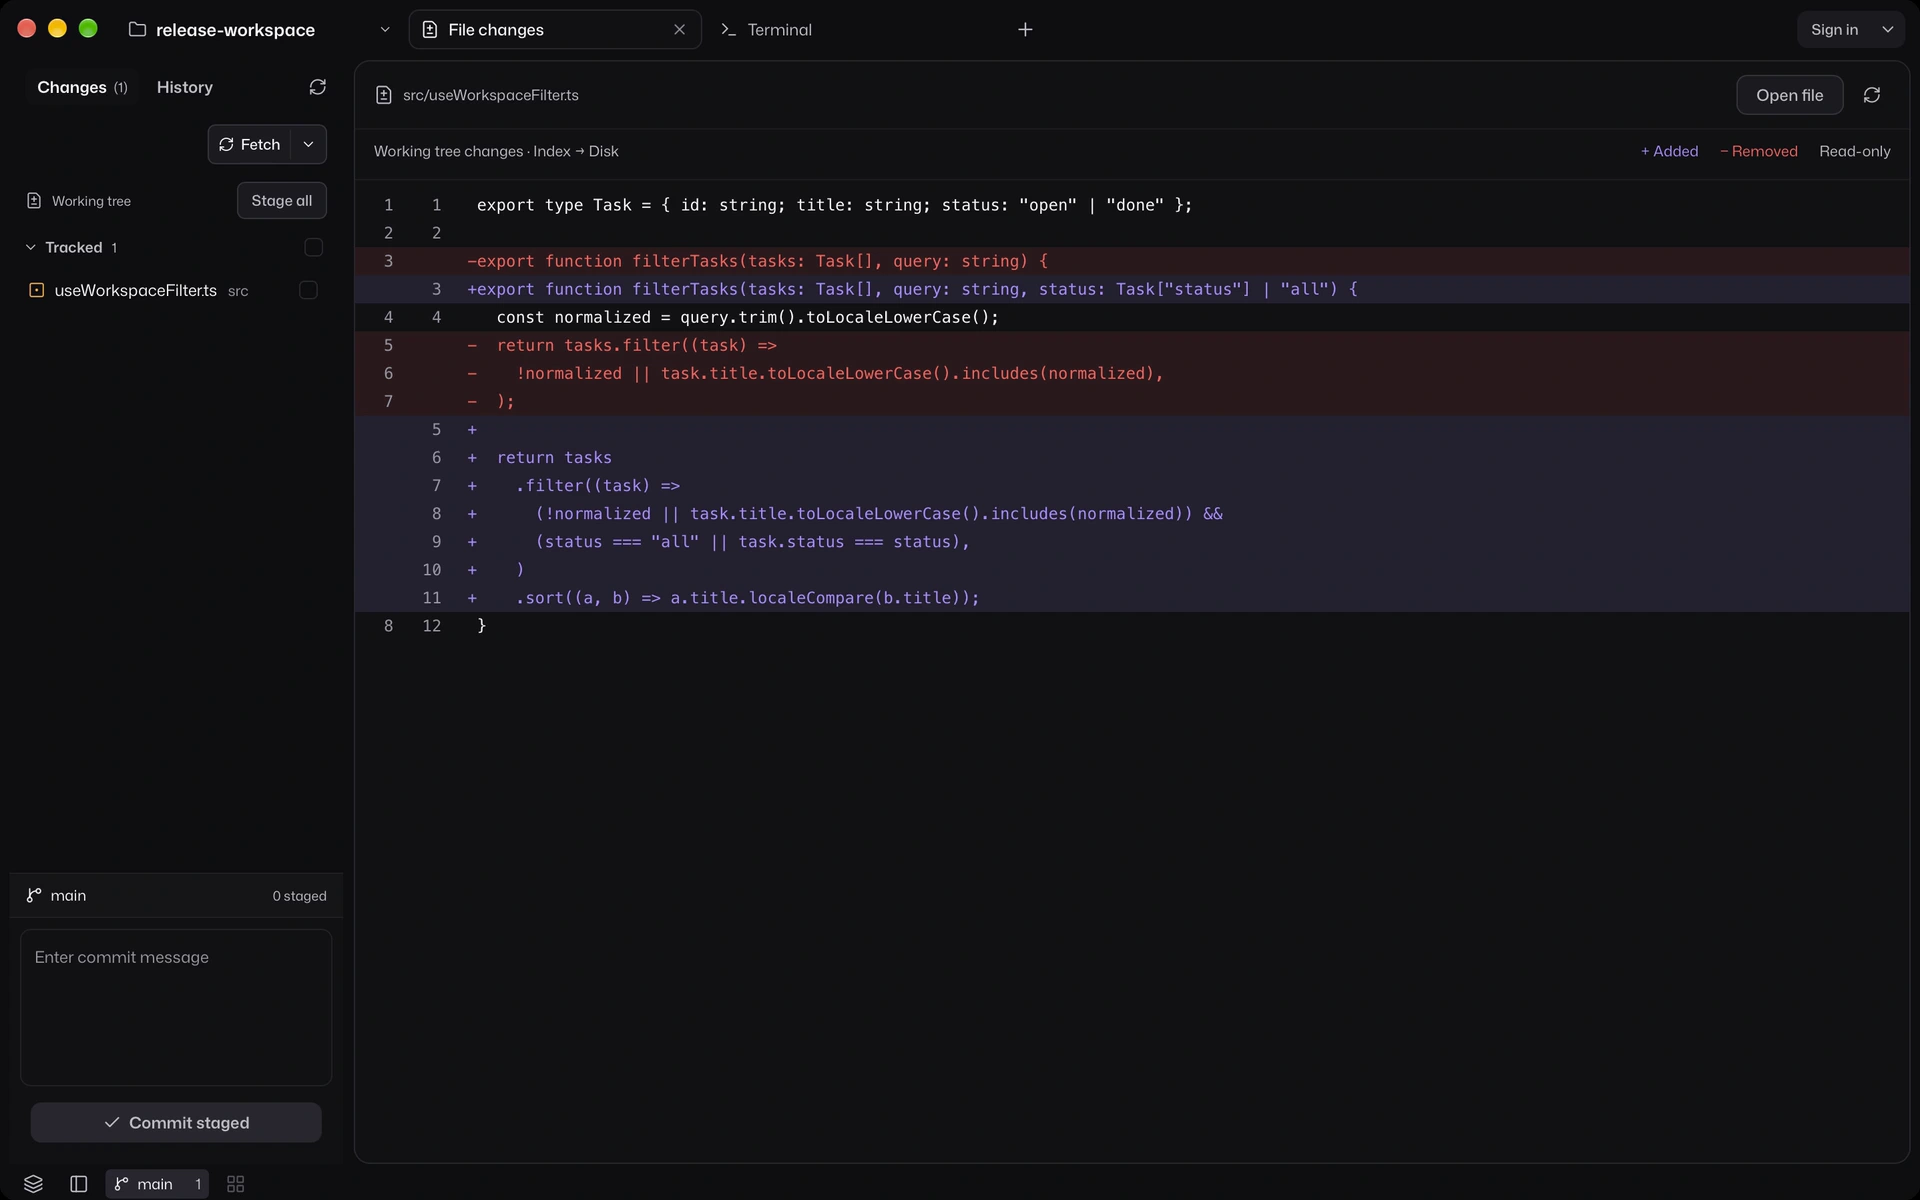 release-workspace
File changes
Terminal
Sign in
Changes (1)
History
Fetch
Working tree
Stage all
Tracked 1
useWorkspaceFilter.ts src
src/useWorkspaceFilter.ts
Open file
Working tree changes · Index → Disk
+ Added
− Removed
Read-only
1 1 export type Task = { id: string; title: string; status: "open" | "done" };
2 2
3 −export function filterTasks(tasks: Task[], query: string) {
3 +export function filterTasks(tasks: Task[], query: string, status: Task["status"] | "all") {
4 4 const normalized = query.trim().toLocaleLowerCase();
5 − return tasks.filter((task) =>
6 − !normalized || task.title.toLocaleLowerCase().includes(normalized),
7 − );
5 +
6 + return tasks
7 + .filter((task) =>
8 + (!normalized || task.title.toLocaleLowerCase().includes(normalized)) &&
9 + (status === "all" || task.status === status),
10 + )
11 + .sort((a, b) => a.title.localeCompare(b.title));
8 12 }
main
0 staged
Enter commit message
Commit staged
main 1